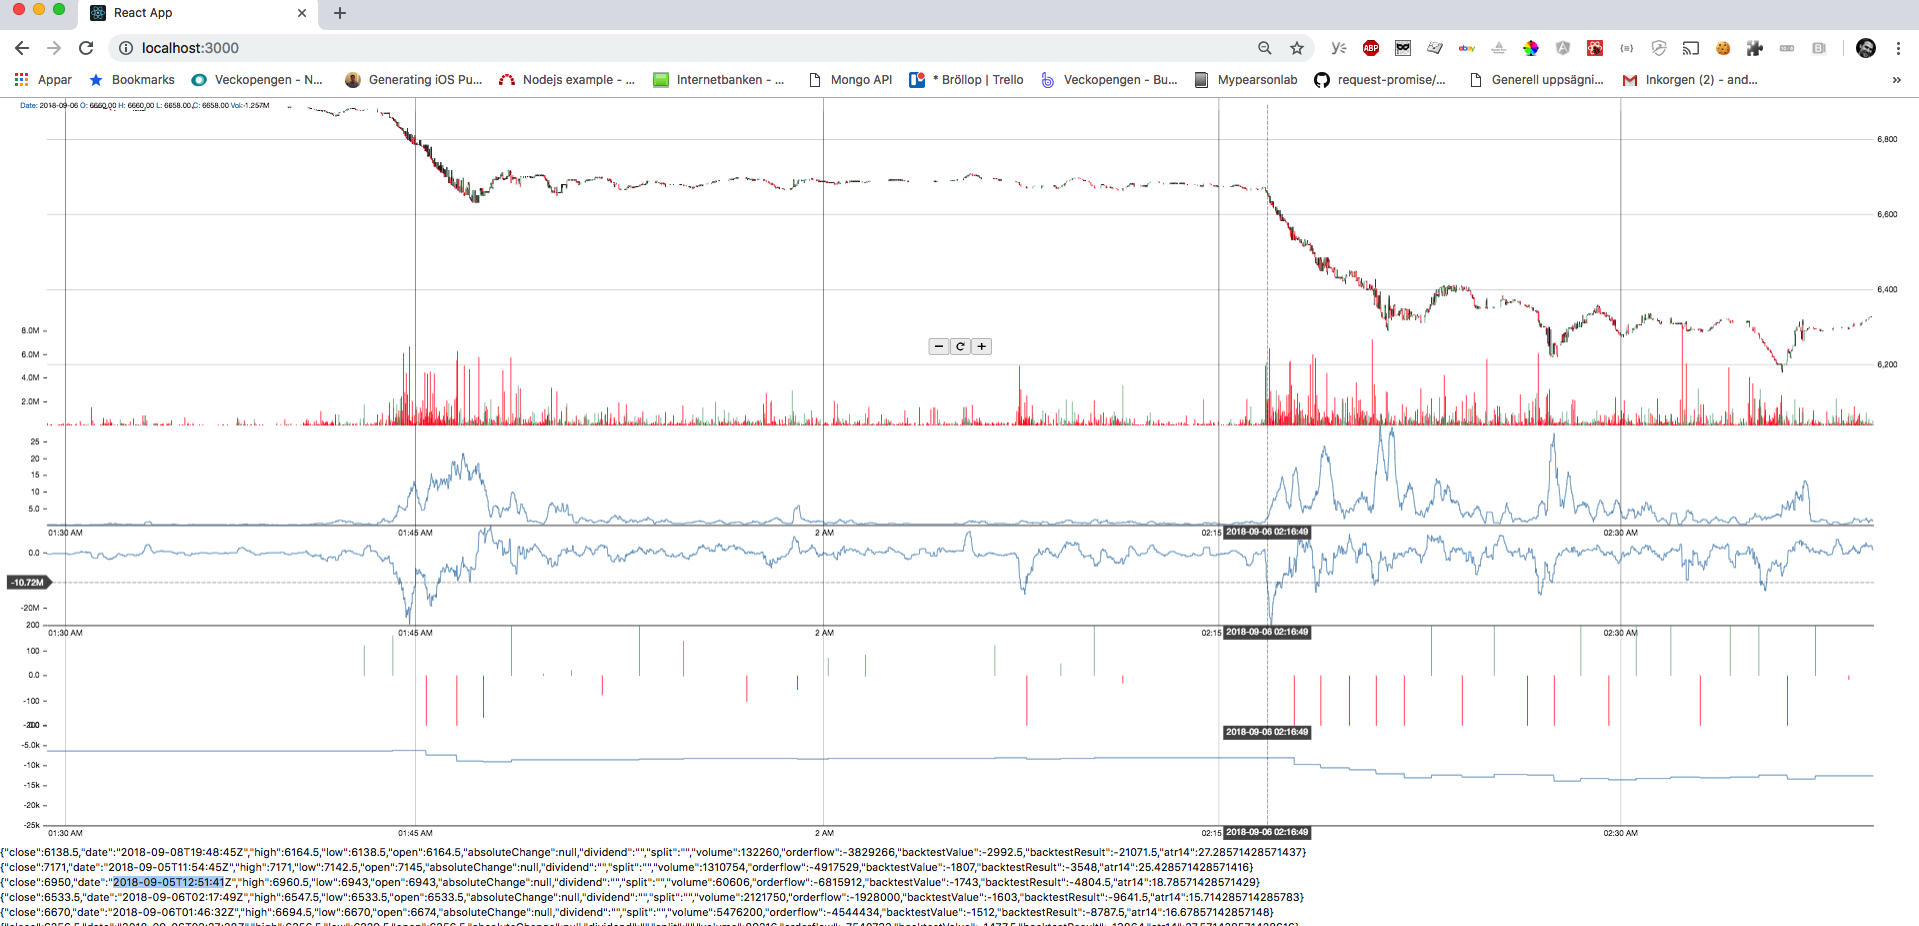 React App
localhost:3000
ABP
ebay
Appar
Bookmarks
Veckopengen - N...
Generating iOS Pu...
Nodejs example - ...
Internetbanken - ...
Mongo API
* Bröllop | Trello
Veckopengen - Bu...
Mypearsonlab
request-promise/...
Generell uppsägni...
Inkorgen (2) - and...
»
Date: 2018-09-06 O: 6660.00 H: 6660.00 L: 6658.00 C: 6658.00 Vol: -1.257M
6,800
6,600
6,400
6,200
8.0M
6.0M
4.0M
2.0M
25
20
15
10
5.0
01:30 AM 01:45 AM 2 AM 02:15 2018-09-06 02:16:49 02:30 AM
0.0
-10.72M
-20M
200
01:30 AM 01:45 AM 2 AM 02:15 2018-09-06 02:16:49 02:30 AM
100
0.0
-100
2018-09-06 02:16:49
-5.0k
-10k
-15k
-20k
-25k
01:30 AM 01:45 AM 2 AM 02:15 2018-09-06 02:16:49 02:30 AM
{"close":6138.5,"date":"2018-09-08T19:48:45Z","high":6164.5,"low":6138.5,"open":6164.5,"absoluteChange":null,"dividend":"","split":"","volume":132260,"orderflow":-3829266,"backtestValue":-2992.5,"backtestResult":-21071.5,"atr14":27.28571428571437}
{"close":7171,"date":"2018-09-05T11:54:45Z","high":7171,"low":7142.5,"open":7145,"absoluteChange":null,"dividend":"","split":"","volume":1310754,"orderflow":-4917529,"backtestValue":-1807,"backtestResult":-3548,"atr14":25.428571428571416}
{"close":6950,"date":"2018-09-05T12:51:41Z","high":6960.5,"low":6943,"open":6943,"absoluteChange":null,"dividend":"","split":"","volume":60606,"orderflow":-6815912,"backtestValue":-1743,"backtestResult":-4804.5,"atr14":18.78571428571429}
{"close":6533.5,"date":"2018-09-06T02:17:49Z","high":6547.5,"low":6533.5,"open":6533.5,"absoluteChange":null,"dividend":"","split":"","volume":2121750,"orderflow":-1928000,"backtestValue":-1603,"backtestResult":-9641.5,"atr14":15.714285714285783}
{"close":6670,"date":"2018-09-06T01:46:32Z","high":6694.5,"low":6670,"open":6674,"absoluteChange":null,"dividend":"","split":"","volume":5476200,"orderflow":-4544434,"backtestValue":-1512,"backtestResult":-8787.5,"atr14":16.67857142857148}